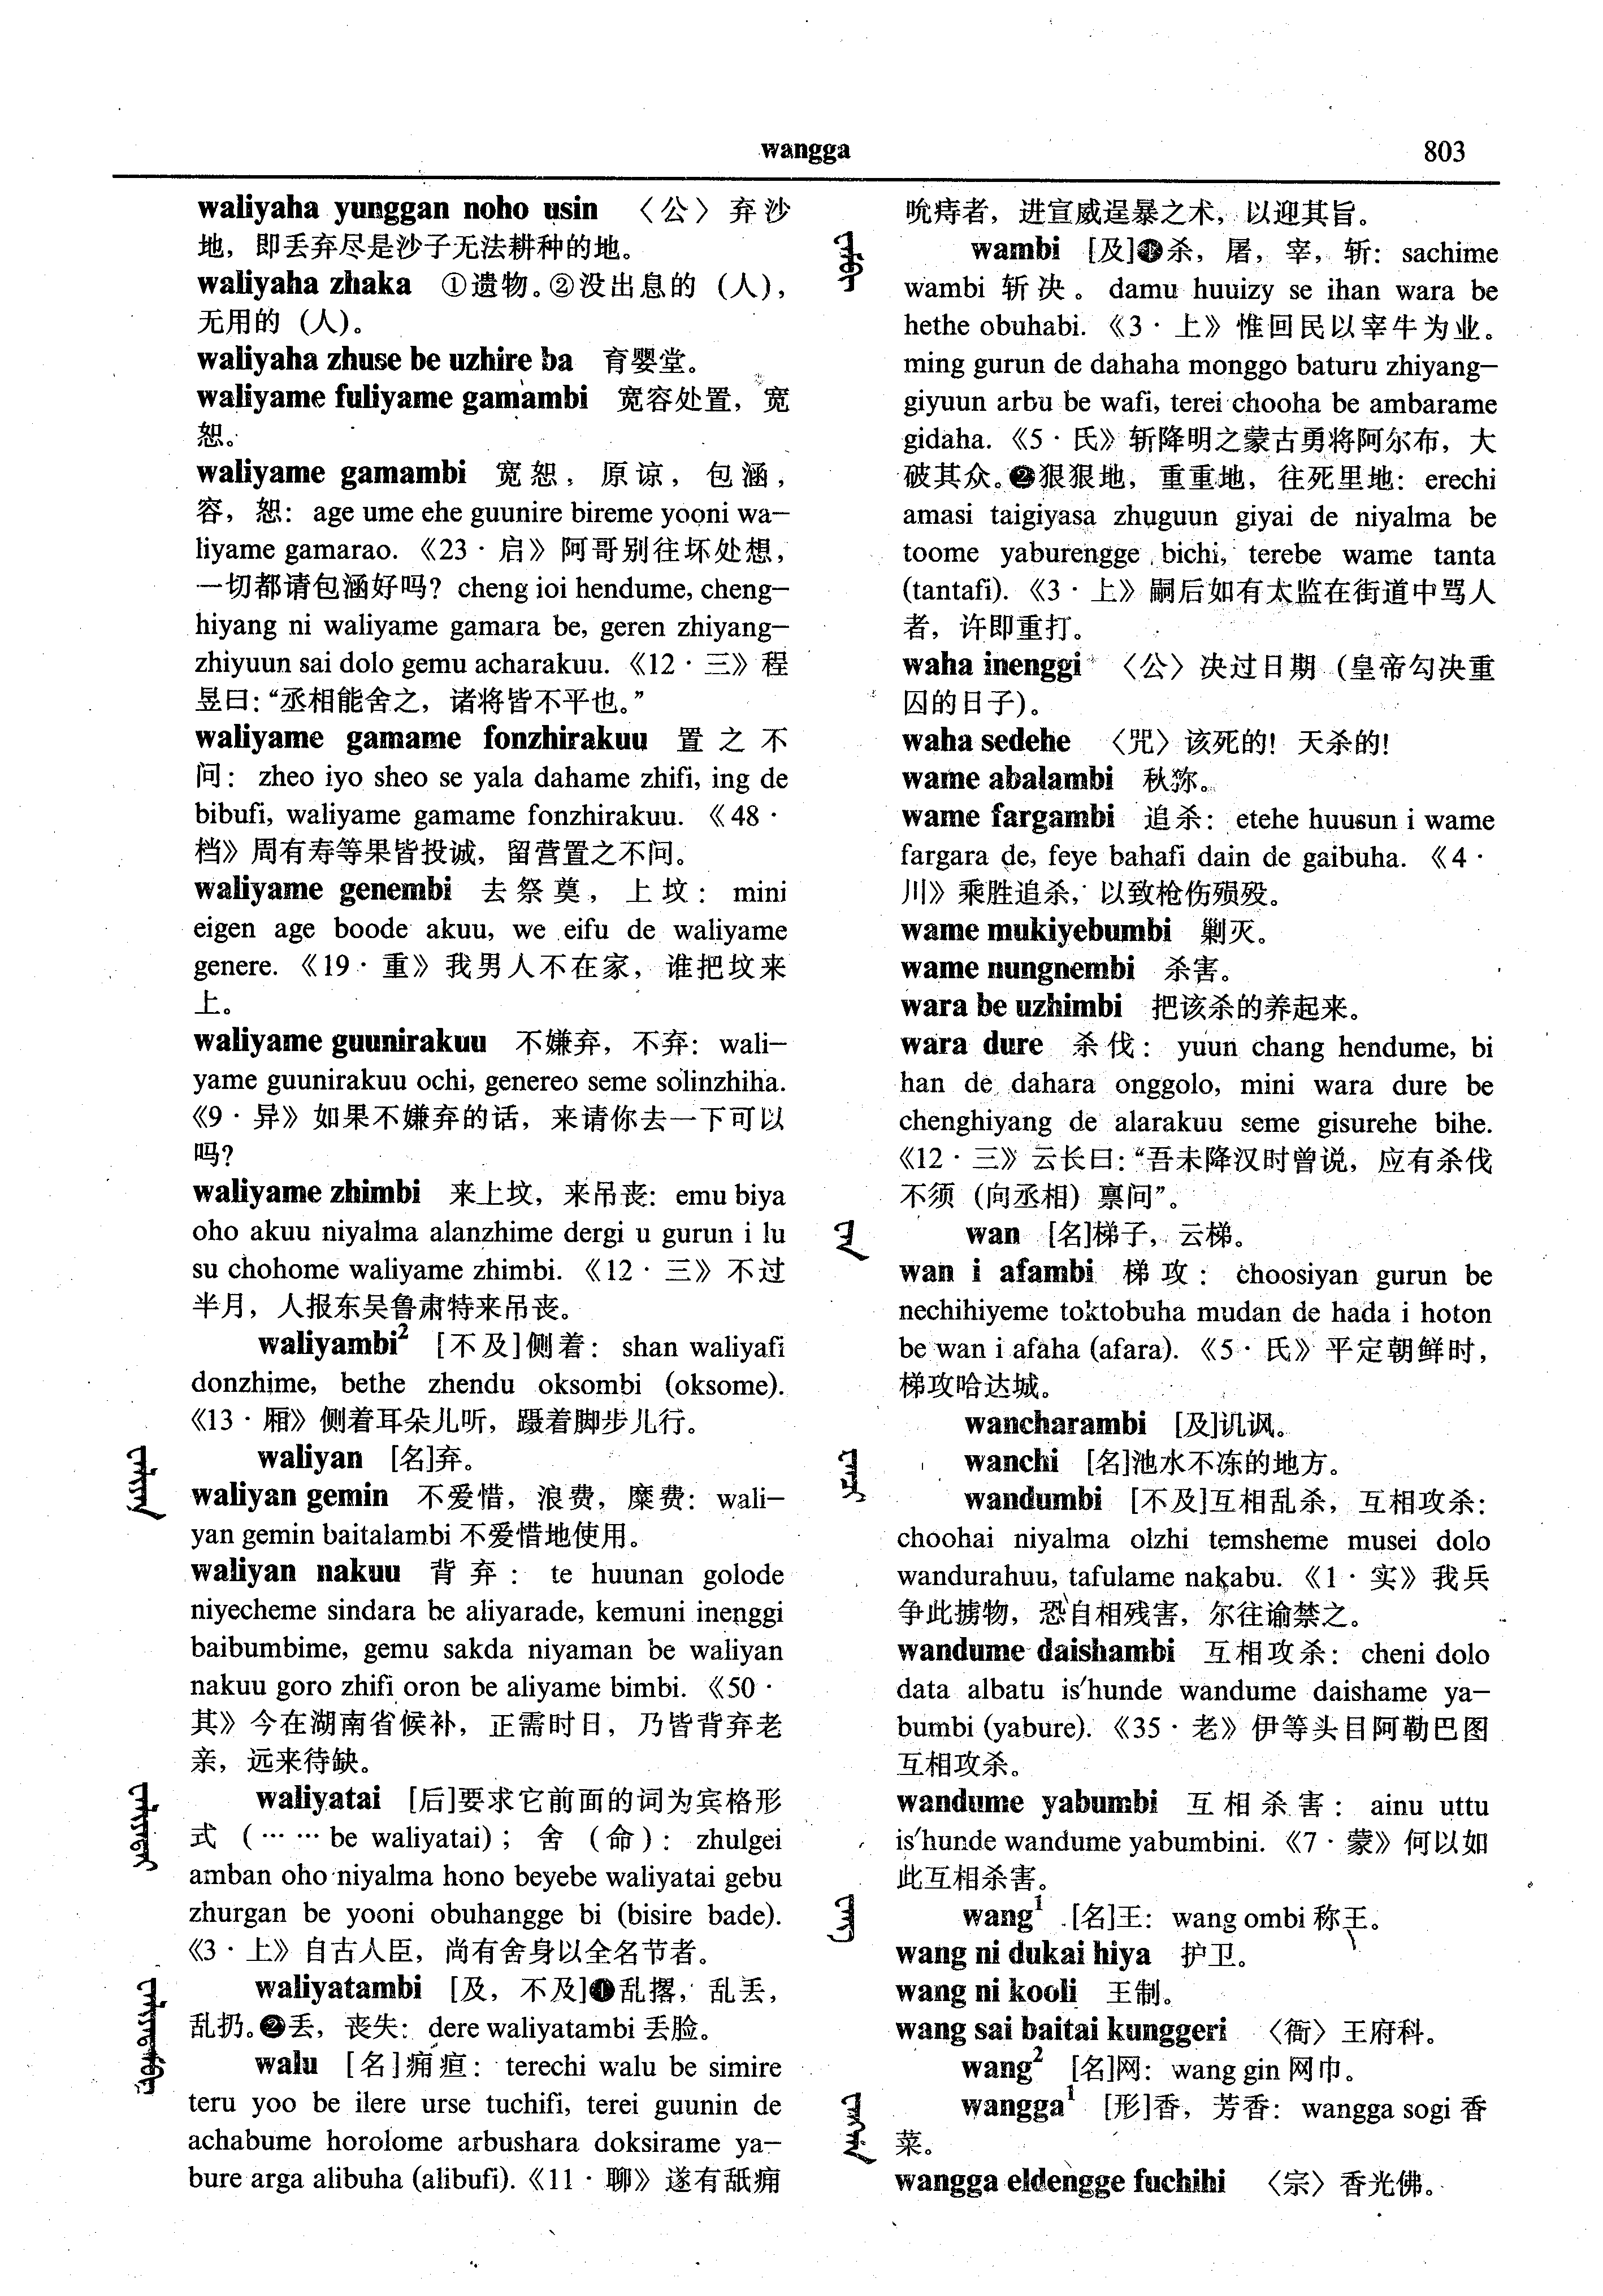 wangga
803
waliyaha yunggan noho usin 〈公〉弃沙
地，即丢弃尽是沙子无法耕种的地。
waliyaha zhaka ①遗物。②没出息的（人），
无用的（人）。
waliyaha zhuse be uzhire ba 育婴堂。
waliyame fuliyame gamambi 宽容处置，宽
恕。
waliyame gamambi 宽恕，原谅，包涵，
容，恕：age ume ehe guunire bireme yooni wa-
liyame gamarao.《23·启》阿哥别往坏处想，
一切都请包涵好吗？cheng ioi hendume, cheng-
hiyang ni waliyame gamara be, geren zhiyang-
zhiyuun sai dolo gemu acharakuu.《12·三》程
昱曰：“丞相能舍之，诸将皆不平也。”
waliyame gamame fonzhirakuu 置之不
问：zheo iyo sheo se yala dahame zhifi, ing de
bibufi, waliyame gamame fonzhirakuu.《48·
档》周有寿等果皆投诚，留营置之不问。
waliyame genembi 去祭奠，上坟：mini
eigen age boode akuu, we eifu de waliyame
genere.《19·重》我男人不在家，谁把坟来
上。
waliyame guunirakuu 不嫌弃，不弃：wali-
yame guunirakuu ochi, genereo seme solinzhiha.
《9·异》如果不嫌弃的话，来请你去一下可以
吗？
waliyame zhimbi 来上坟，来吊丧：emu biya
oho akuu niyalma alanzhime dergi u gurun i lu
su chohome waliyame zhimbi.《12·三》不过
半月，人报东吴鲁肃特来吊丧。
waliyambi² [不及]侧着：shan waliyafi
donzhime, bethe zhendu oksombi (oksome).
《13·厢》侧着耳朵儿听，蹑着脚步儿行。
waliyan [名]弃。
waliyan gemin 不爱惜，浪费，糜费：wali-
yan gemin baitalambi 不爱惜地使用。
waliyan nakuu 背弃：te huunan golode
niyecheme sindara be aliyarade, kemuni inenggi
baibumbime, gemu sakda niyaman be waliyan
nakuu goro zhifi oron be aliyame bimbi.《50·
其》今在湖南省候补，正需时日，乃皆背弃老
亲，远来待缺。
waliyatai [后]要求它前面的词为宾格形
式（……be waliyatai）；舍（命）：zhulgei
amban oho niyalma hono beyebe waliyatai gebu
zhurgan be yooni obuhangge bi (bisire bade).
《3·上》自古人臣，尚有舍身以全名节者。
waliyatambi [及，不及]❶乱撂，乱丢，
乱扔。❷丢，丧失：dere waliyatambi 丢脸。
walu [名]痈疽：terechi walu be simire
teru yoo be ilere urse tuchifi, terei guunin de
achabume horolome arbushara doksirame ya-
bure arga alibuha (alibufi).《11·聊》遂有舐痈
吮痔者，进宣威逞暴之术，以迎其旨。
wambi [及]❶杀，屠，宰，斩：sachime
wambi 斩决。damu huuizy se ihan wara be
hethe obuhabi.《3·上》惟回民以宰牛为业。
ming gurun de dahaha monggo baturu zhiyang-
giyuun arbu be wafi, terei chooha be ambarame
gidaha.《5·氏》斩降明之蒙古勇将阿尔布，大
破其众。❷狠狠地，重重地，往死里地：erechi
amasi taigiyasa zhuguun giyai de niyalma be
toome yaburengge bichi, terebe wame tanta
(tantafi).《3·上》嗣后如有太监在街道中骂人
者，许即重打。
waha inenggi 〈公〉决过日期（皇帝勾决重
囚的日子）。
waha sedehe 〈咒〉该死的！天杀的！
wame abalambi 秋狝。
wame fargambi 追杀：etehe huusun i wame
fargara de, feye bahafi dain de gaibuha.《4·
川》乘胜追杀，以致枪伤殒殁。
wame mukiyebumbi 剿灭。
wame nungnembi 杀害。
wara be uzhimbi 把该杀的养起来。
wara dure 杀伐：yuun chang hendume, bi
han de dahara onggolo, mini wara dure be
chenghiyang de alarakuu seme gisurehe bihe.
《12·三》云长曰：“吾未降汉时曾说，应有杀伐
不须（向丞相）禀问”。
wan [名]梯子，云梯。
wan i afambi 梯攻：choosiyan gurun be
nechihiyeme toktobuha mudan de hada i hoton
be wan i afaha (afara).《5·氏》平定朝鲜时，
梯攻哈达城。
wancharambi [及]讥讽。
wanchi [名]池水不冻的地方。
wandumbi [不及]互相乱杀，互相攻杀：
choohai niyalma olzhi temsheme musei dolo
wandurahuu, tafulame nakabu.《1·实》我兵
争此掳物，恐自相残害，尔往谕禁之。
wandume daishambi 互相攻杀：cheni dolo
data albatu is'hunde wandume daishame ya-
bumbi (yabure).《35·老》伊等头目阿勒巴图
互相攻杀。
wandume yabumbi 互相杀害：ainu uttu
is'hunde wandume yabumbini.《7·蒙》何以如
此互相杀害。
wang¹ [名]王：wang ombi 称王。
wang ni dukai hiya 护卫。
wang ni kooli 王制。
wang sai baitai kunggeri 〈衙〉王府科。
wang² [名]网：wang gin 网巾。
wangga¹ [形]香，芳香：wangga sogi 香
菜。
wangga eldengge fuchihi 〈宗〉香光佛。